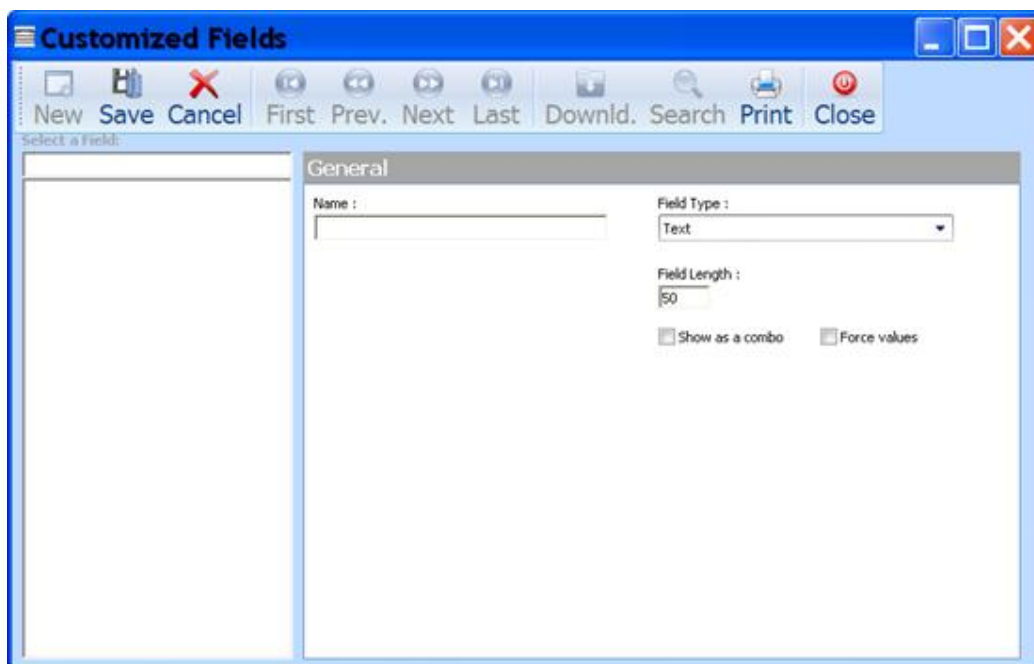 Customized Fields
New Save Cancel First Prev. Next Last Downld. Search Print Close
Select a Field:
General
Name :
Field Type :
Text
Field Length :
50
Show as a combo Force values